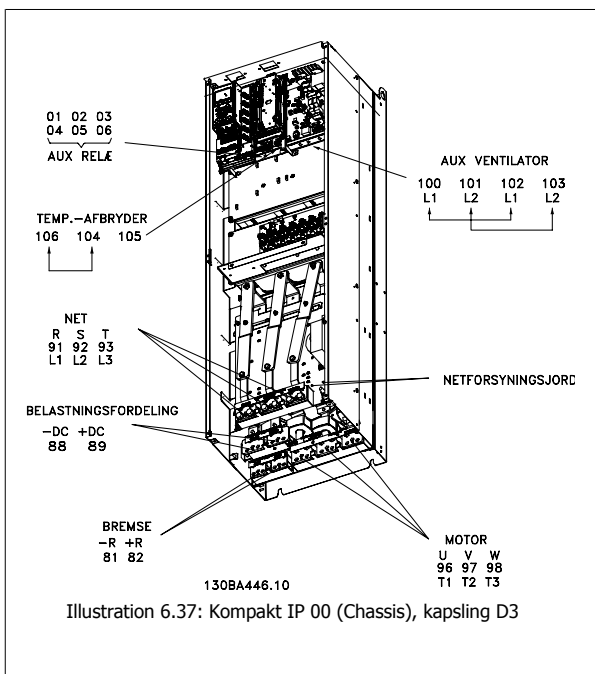 01 02 03
04 05 06
AUX RELÆ
AUX VENTILATOR
100 101 102 103
L1 L2 L1 L2
TEMP.-AFBRYDER
106 104 105
NET
R S T
91 92 93
L1 L2 L3
NETFORSYNINGSJORD
BELASTNINGSFORDELING
-DC +DC
88 89
BREMSE
-R +R
81 82
MOTOR
U V W
96 97 98
T1 T2 T3
130BA446.10
Illustration 6.37: Kompakt IP 00 (Chassis), kapsling D3